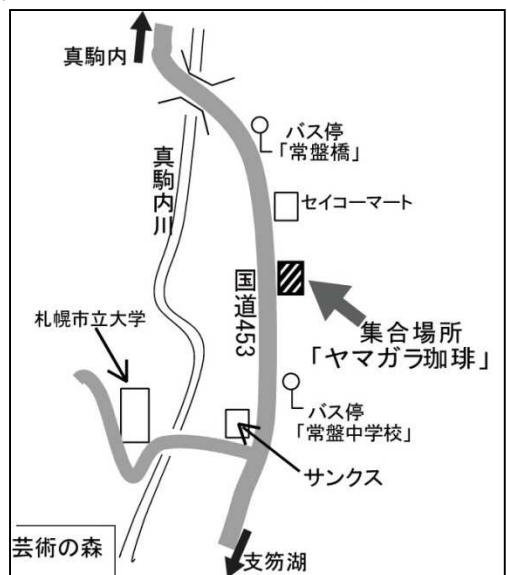 真駒内
バス停
「常盤橋」
真駒内川
セイコーマート
国道453
集合場所
「ヤマガラ珈琲」
札幌市立大学
バス停
「常盤中学校」
サンクス
芸術の森
支笏湖